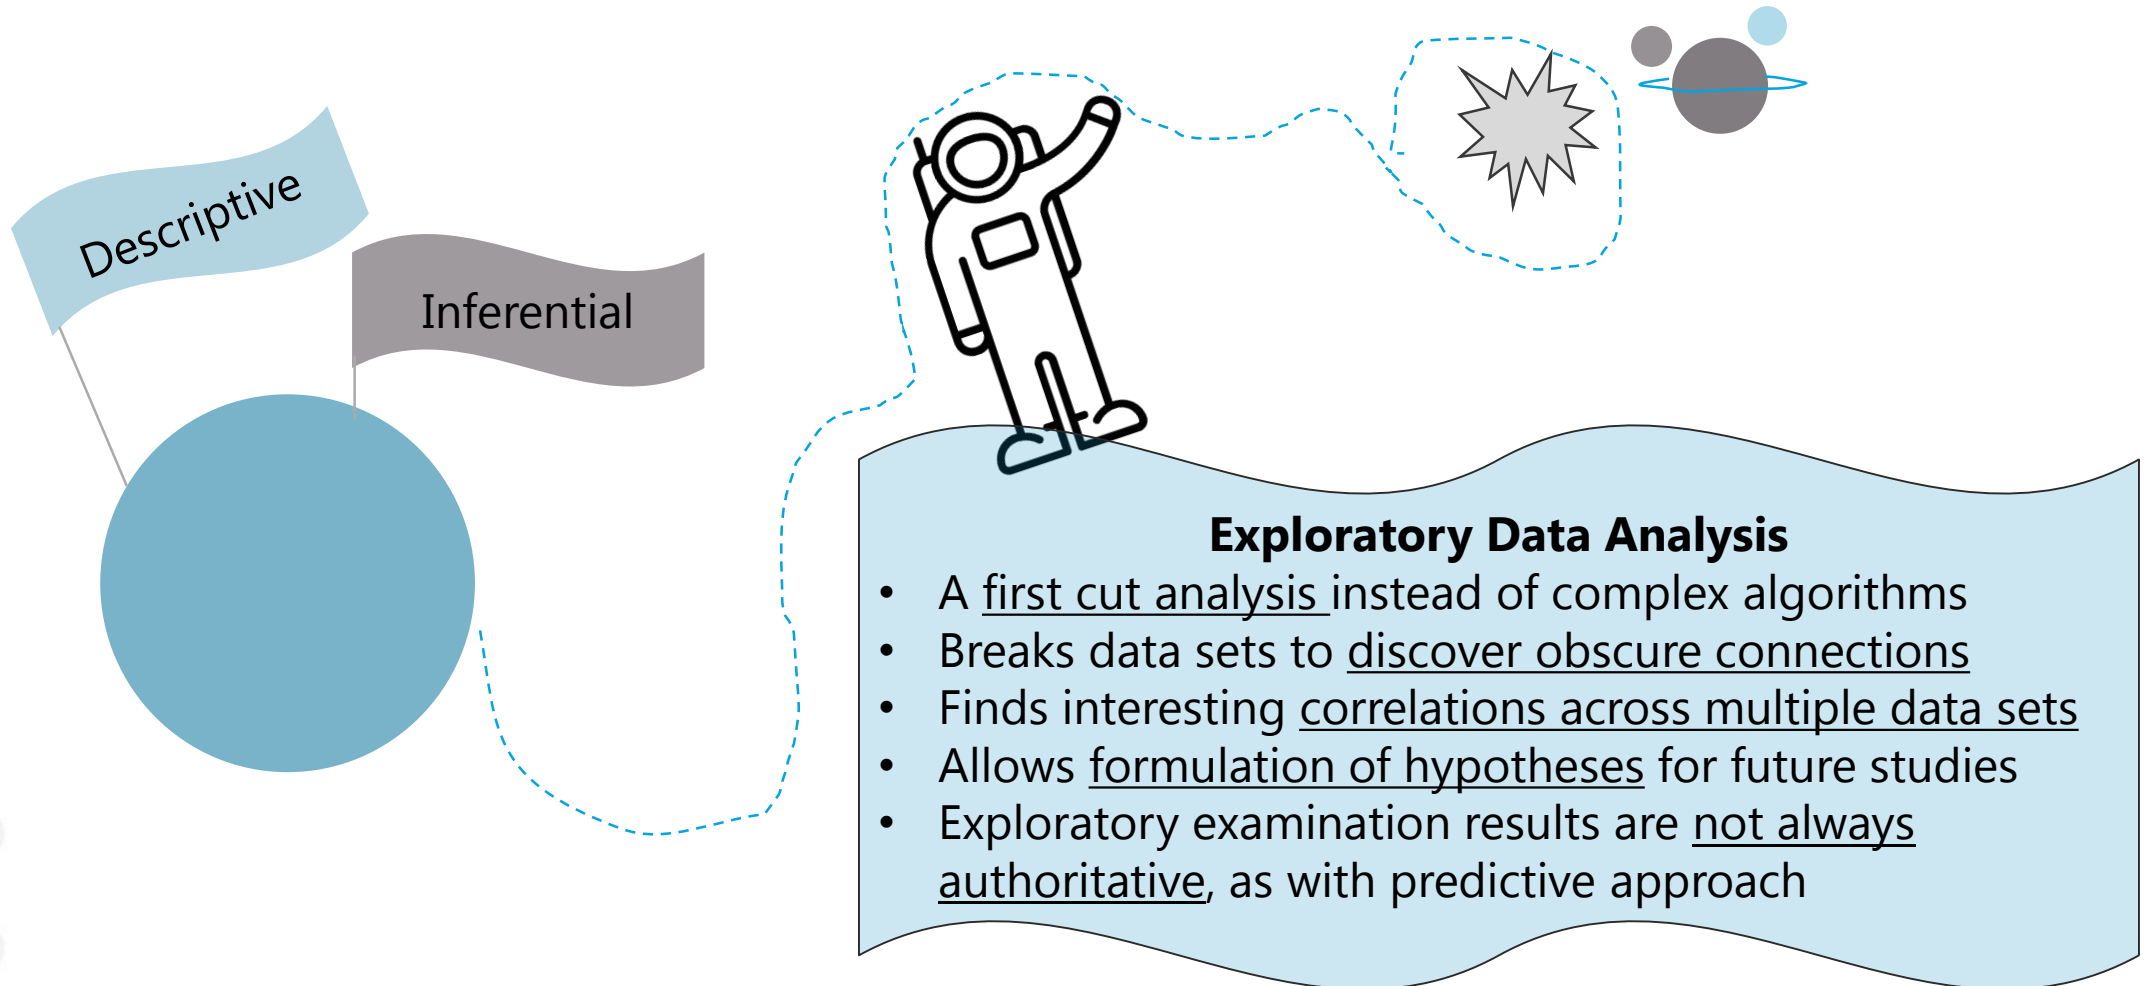 Descriptive
Inferential
Exploratory Data Analysis
• A first cut analysis instead of complex algorithms
• Breaks data sets to discover obscure connections
• Finds interesting correlations across multiple data sets
• Allows formulation of hypotheses for future studies
• Exploratory examination results are not always
authoritative, as with predictive approach